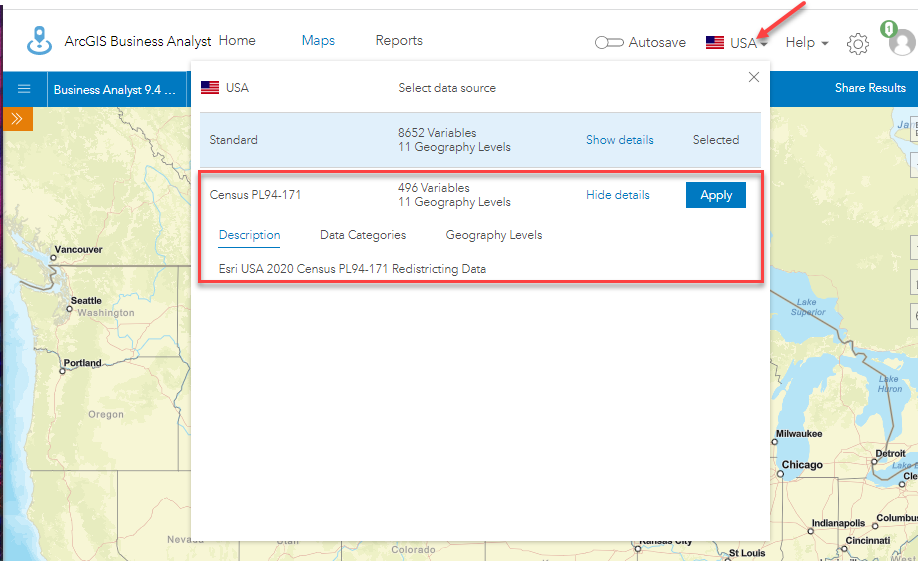 ArcGIS Business Analyst Home Maps Reports Autosave USA Help 1
Business Analyst 9.4 ... Share Results
USA Select data source
Standard 8652 Variables Show details Selected
11 Geography Levels
Census PL94-171 496 Variables Hide details Apply
11 Geography Levels
Description Data Categories Geography Levels
Esri USA 2020 Census PL94-171 Redistricting Data
Vancouver
Seattle
Washington
Portland
Oregon
Lake
Superior
Lake
Huron
Milwaukee
Detroit
Chicago
Indianapolis
Columbus
Cincinnati
Kansas City
St Louis
Colorado